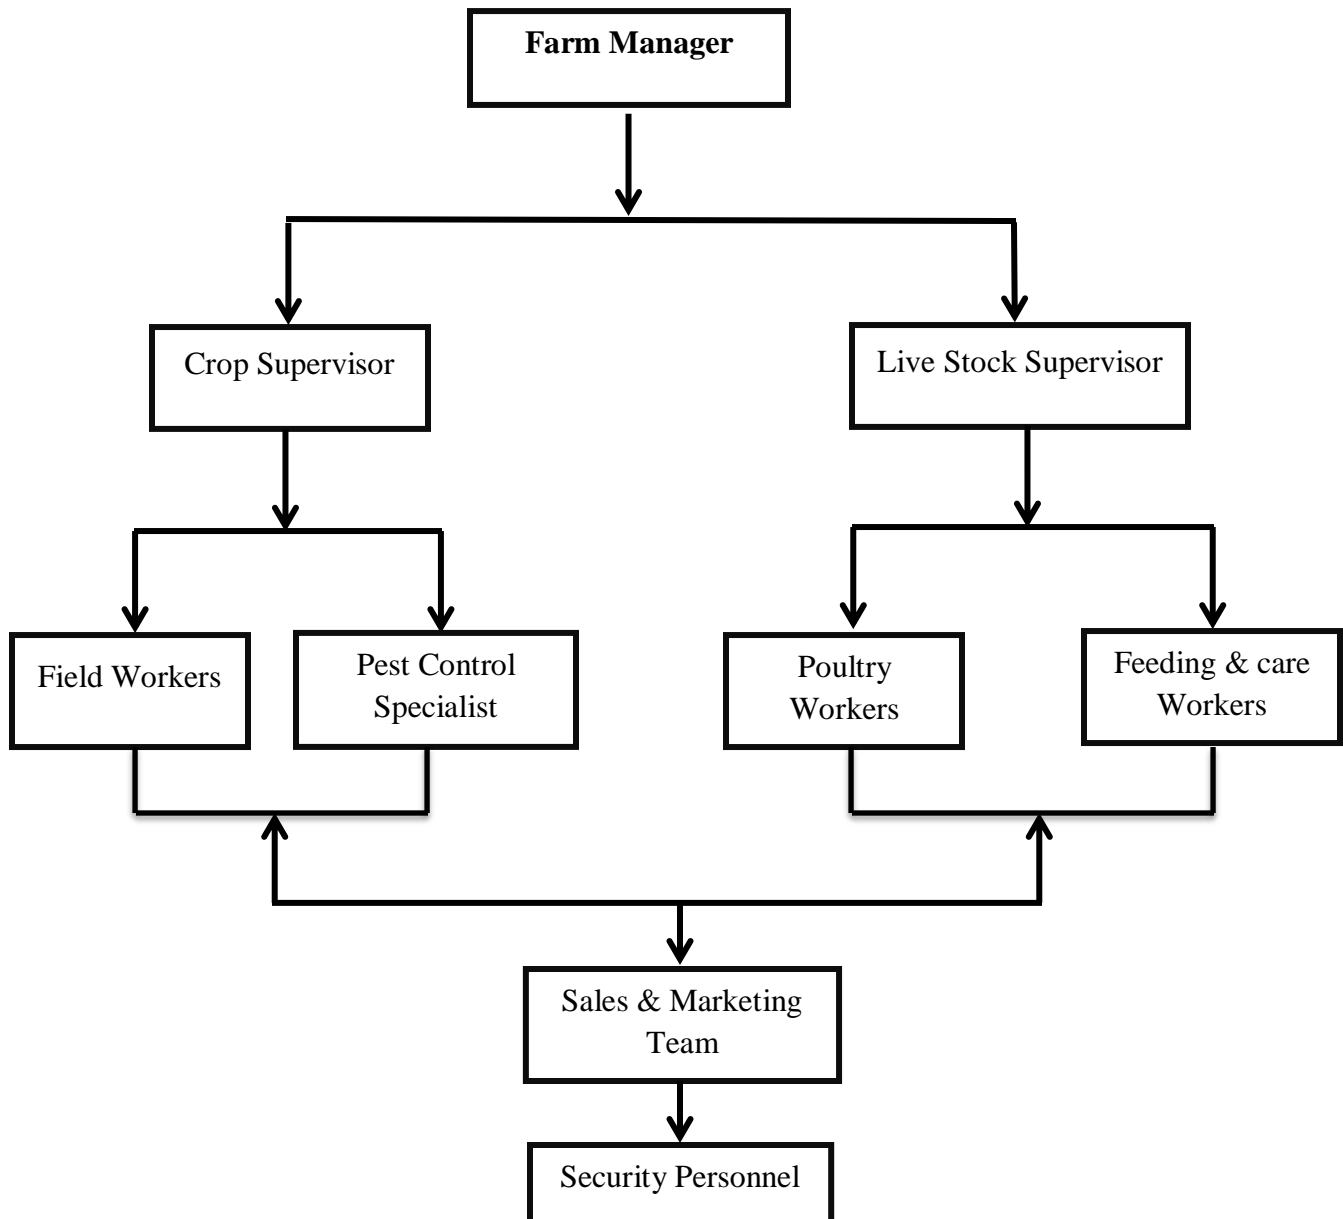 Farm Manager
Crop Supervisor
Live Stock Supervisor
Field Workers
Pest Control
Specialist
Poultry
Workers
Feeding & care
Workers
Sales & Marketing
Team
Security Personnel